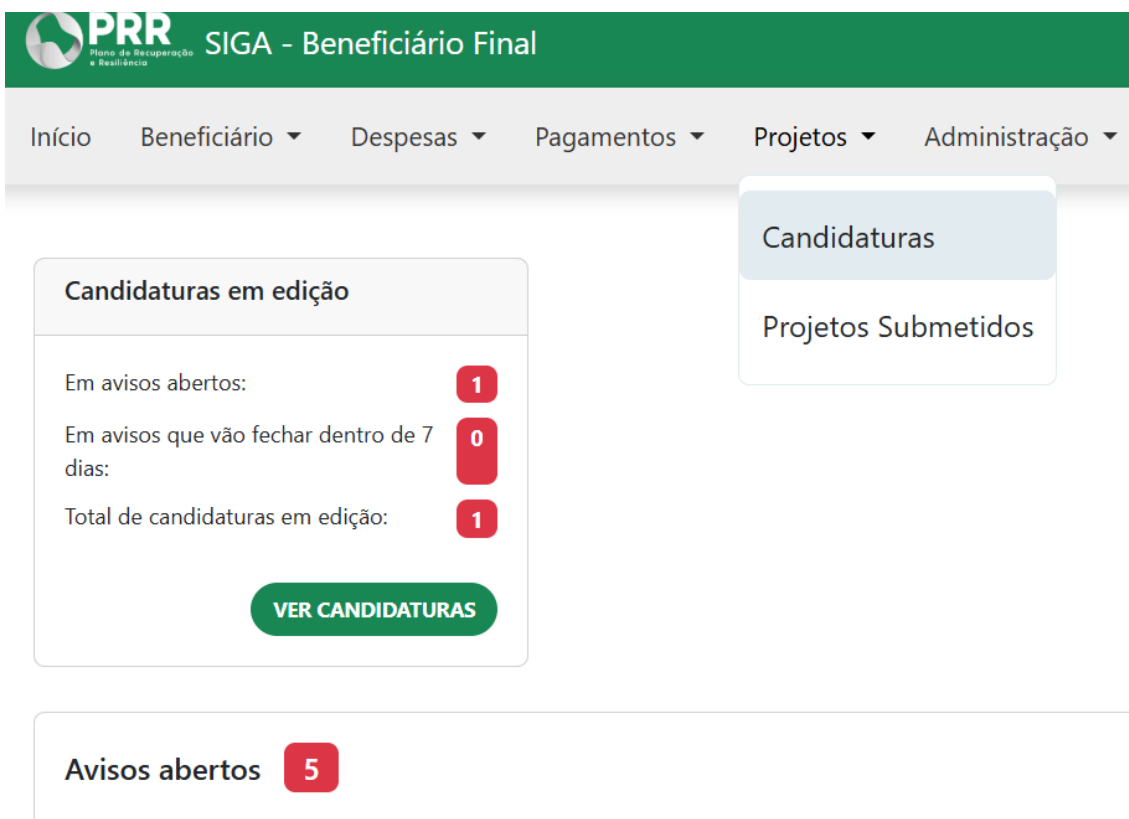 PRR
Plano de Recuperação
e Resiliência
SIGA - Beneficiário Final
Início Beneficiário Despesas Pagamentos Projetos Administração
Candidaturas
Projetos Submetidos
Candidaturas em edição
Em avisos abertos: 1
Em avisos que vão fechar dentro de 7 0
dias:
Total de candidaturas em edição: 1
VER CANDIDATURAS
Avisos abertos 5